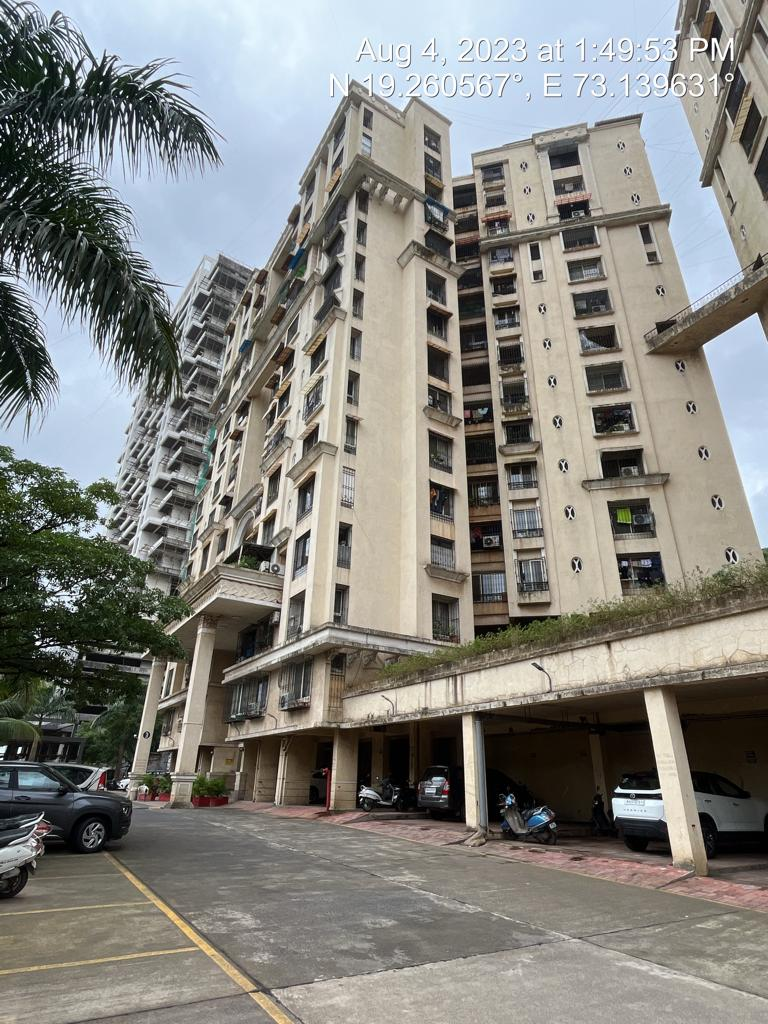 Aug 4, 2023 at 1:49:53 PM
N 19.260567°, E 73.139631°